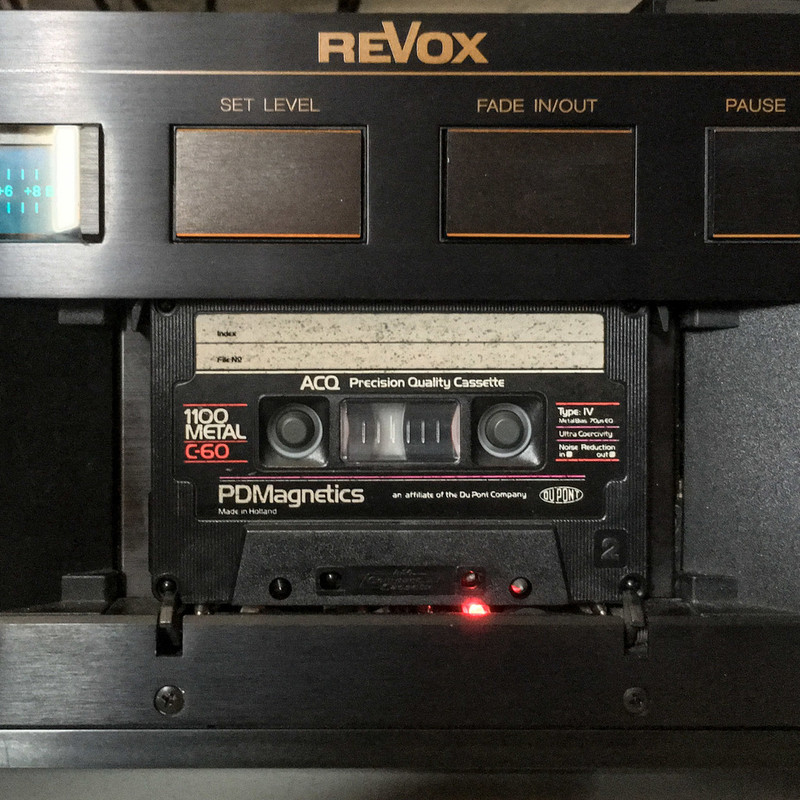 REVOX
SET LEVEL
FADE IN/OUT
PAUSE
+6 +8
Index
File No
ACQ Precision Quality Cassette
1100
METAL
C-60
Type: IV
Metal Bias 70µs EQ
Ultra Coercivity
Noise Reduction
in out
PDMagnetics
an affiliate of the Du Pont Company
DU PONT
Made in Holland
2